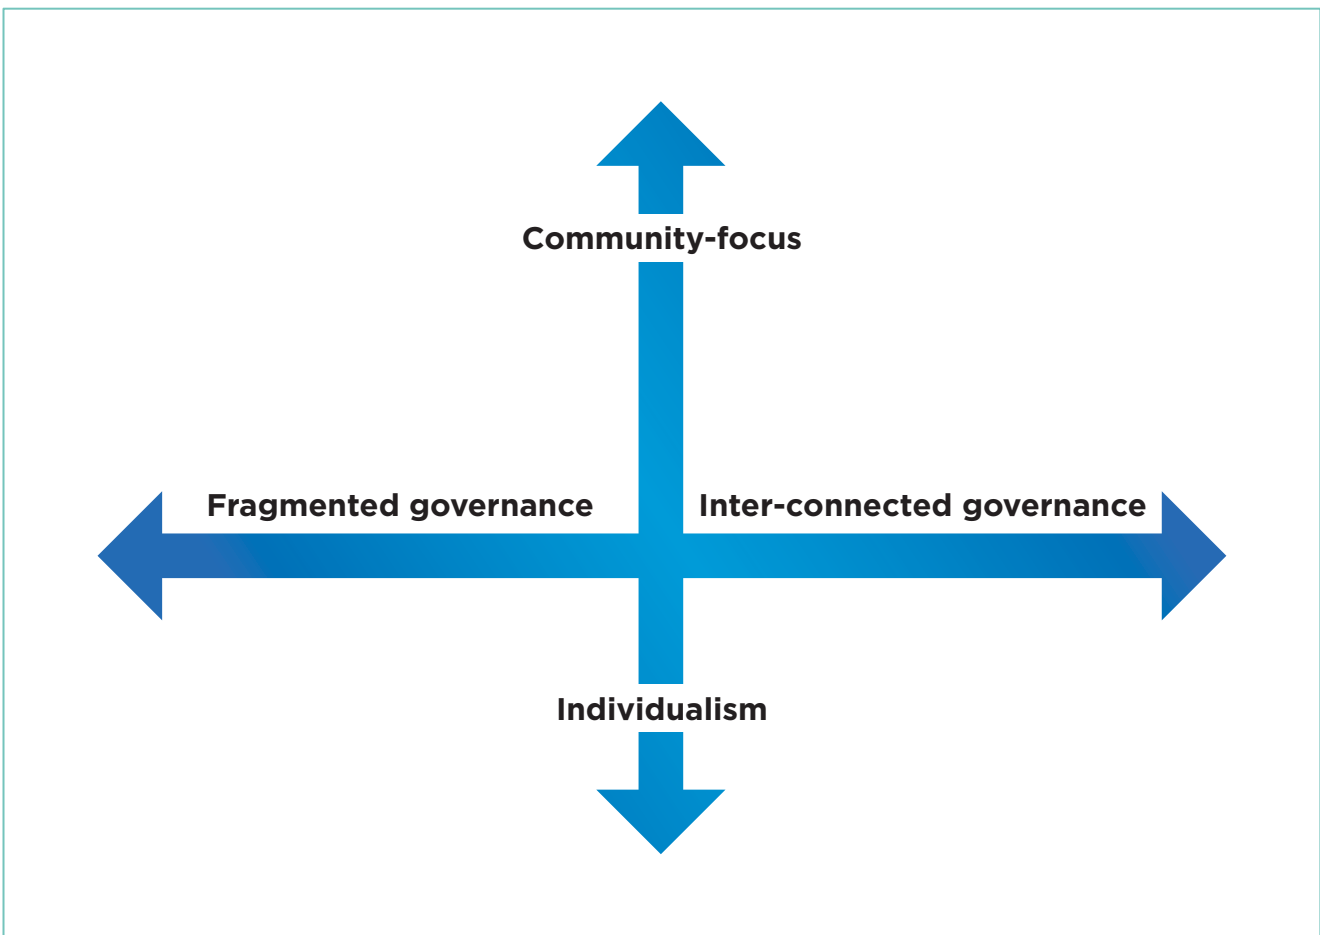 Community-focus
Fragmented governance
Inter-connected governance
Individualism